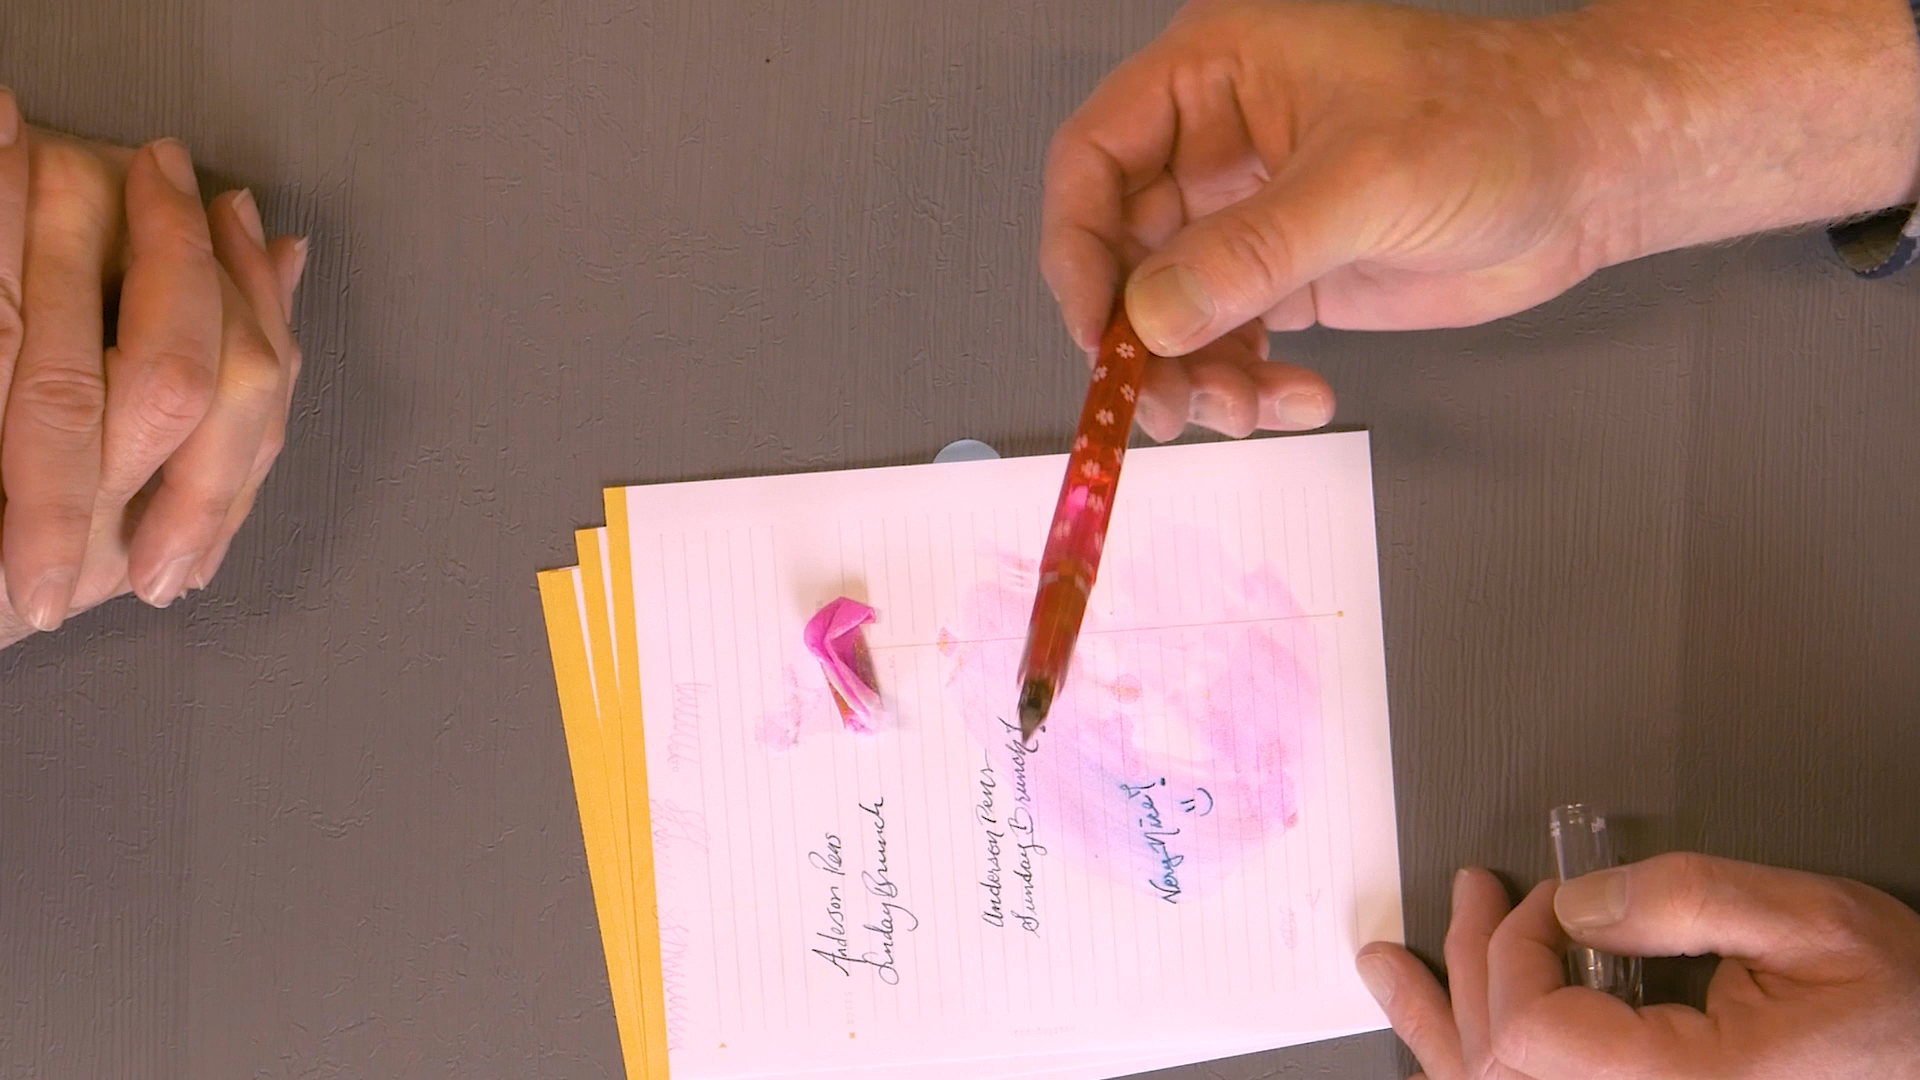 Anderson Pens
Sunday Brunch
Anderson Pens
Sunday Brunch!
Very Nice!